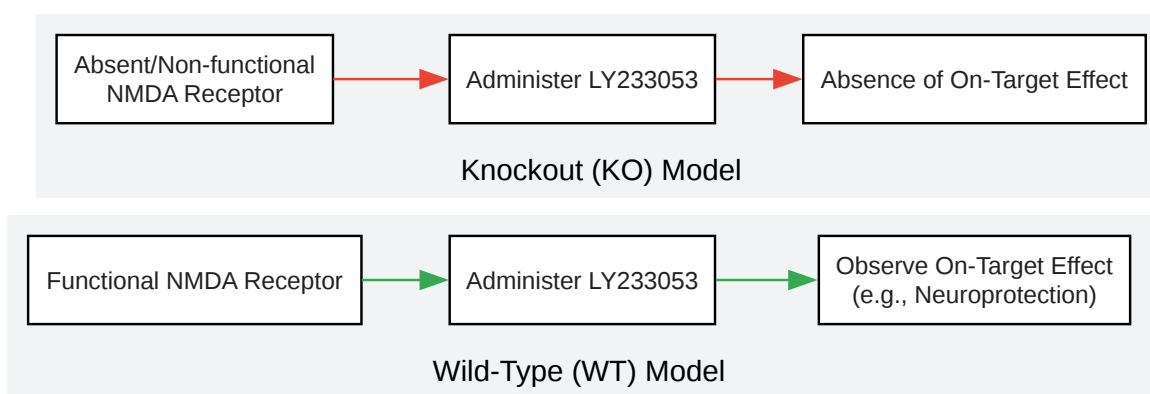 Absent/Non-functional
NMDA Receptor
Administer LY233053
Absence of On-Target Effect
Knockout (KO) Model
Functional NMDA Receptor
Administer LY233053
Observe On-Target Effect
(e.g., Neuroprotection)
Wild-Type (WT) Model